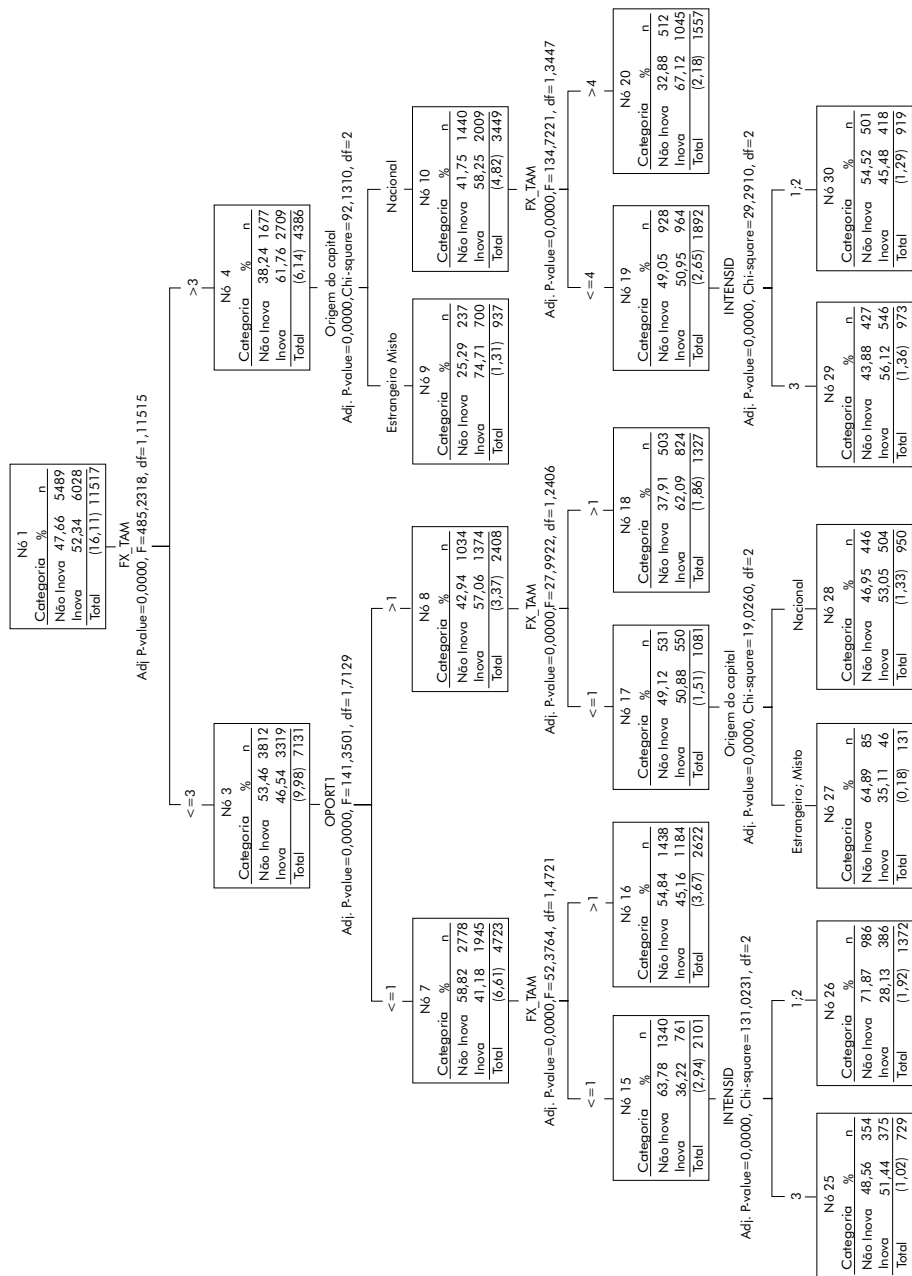 Nó 1
Categoria % n
Não Inova 47,66 5489
Inova 52,34 6028
Total (16,11) 11517
FX_TAM
Adj P-value=0,0000, F=485,2318, df=1,11515
<=3
>3
Nó 3
Categoria % n
Não Inova 53,46 3812
Inova 46,54 3319
Total (9,98) 7131
OPORT1
Adj. P-value=0,0000, F=141,3501, df=1,7129
Nó 4
Categoria % n
Não Inova 38,24 1677
Inova 61,76 2709
Total (6,14) 4386
Origem do capital
Adj. P-value=0,0000,Chi-square=92,1310, df=2
<=1
>1
Estrangeiro Misto
Nacional
Nó 7
Categoria % n
Não Inova 58,82 2778
Inova 41,18 1945
Total (6,61) 4723
FX_TAM
Adj. P-value=0,0000,F=52,3764, df=1,4721
Nó 8
Categoria % n
Não Inova 42,94 1034
Inova 57,06 1374
Total (3,37) 2408
FX_TAM
Adj. P-value=0,0000,F=27,9922, df=1,2406
Nó 9
Categoria % n
Não Inova 25,29 237
Inova 74,71 700
Total (1,31) 937
Nó 10
Categoria % n
Não Inova 41,75 1440
Inova 58,25 2009
Total (4,82) 3449
FX_TAM
Adj. P-value=0,0000,F=134,7221, df=1,3447
<=1
>1
<=1
>1
<=4
>4
Nó 15
Categoria % n
Não Inova 63,78 1340
Inova 36,22 761
Total (2,94) 2101
INTENSID
Adj. P-value=0,0000, Chi-square=131,0231, df=2
Nó 16
Categoria % n
Não Inova 54,84 1438
Inova 45,16 1184
Total (3,67) 2622
Nó 17
Categoria % n
Não Inova 49,12 531
Inova 50,88 550
Total (1,51) 1081
Origem do capital
Adj. P-value=0,0000, Chi-square=19,0260, df=2
Nó 18
Categoria % n
Não Inova 37,91 503
Inova 62,09 824
Total (1,86) 1327
Nó 19
Categoria % n
Não Inova 49,05 928
Inova 50,95 964
Total (2,65) 1892
INTENSID
Adj. P-value=0,0000, Chi-square=29,2910, df=2
Nó 20
Categoria % n
Não Inova 32,88 512
Inova 67,12 1045
Total (2,18) 1557
3
1;2
Estrangeiro; Misto
Nacional
3
1;2
Nó 25
Categoria % n
Não Inova 48,56 354
Inova 51,44 375
Total (1,02) 729
Nó 26
Categoria % n
Não Inova 71,87 986
Inova 28,13 386
Total (1,92) 1372
Nó 27
Categoria % n
Não Inova 64,89 85
Inova 35,11 46
Total (0,18) 131
Nó 28
Categoria % n
Não Inova 46,95 446
Inova 53,05 504
Total (1,33) 950
Nó 29
Categoria % n
Não Inova 43,88 427
Inova 56,12 546
Total (1,36) 973
Nó 30
Categoria % n
Não Inova 54,52 501
Inova 45,48 418
Total (1,29) 919